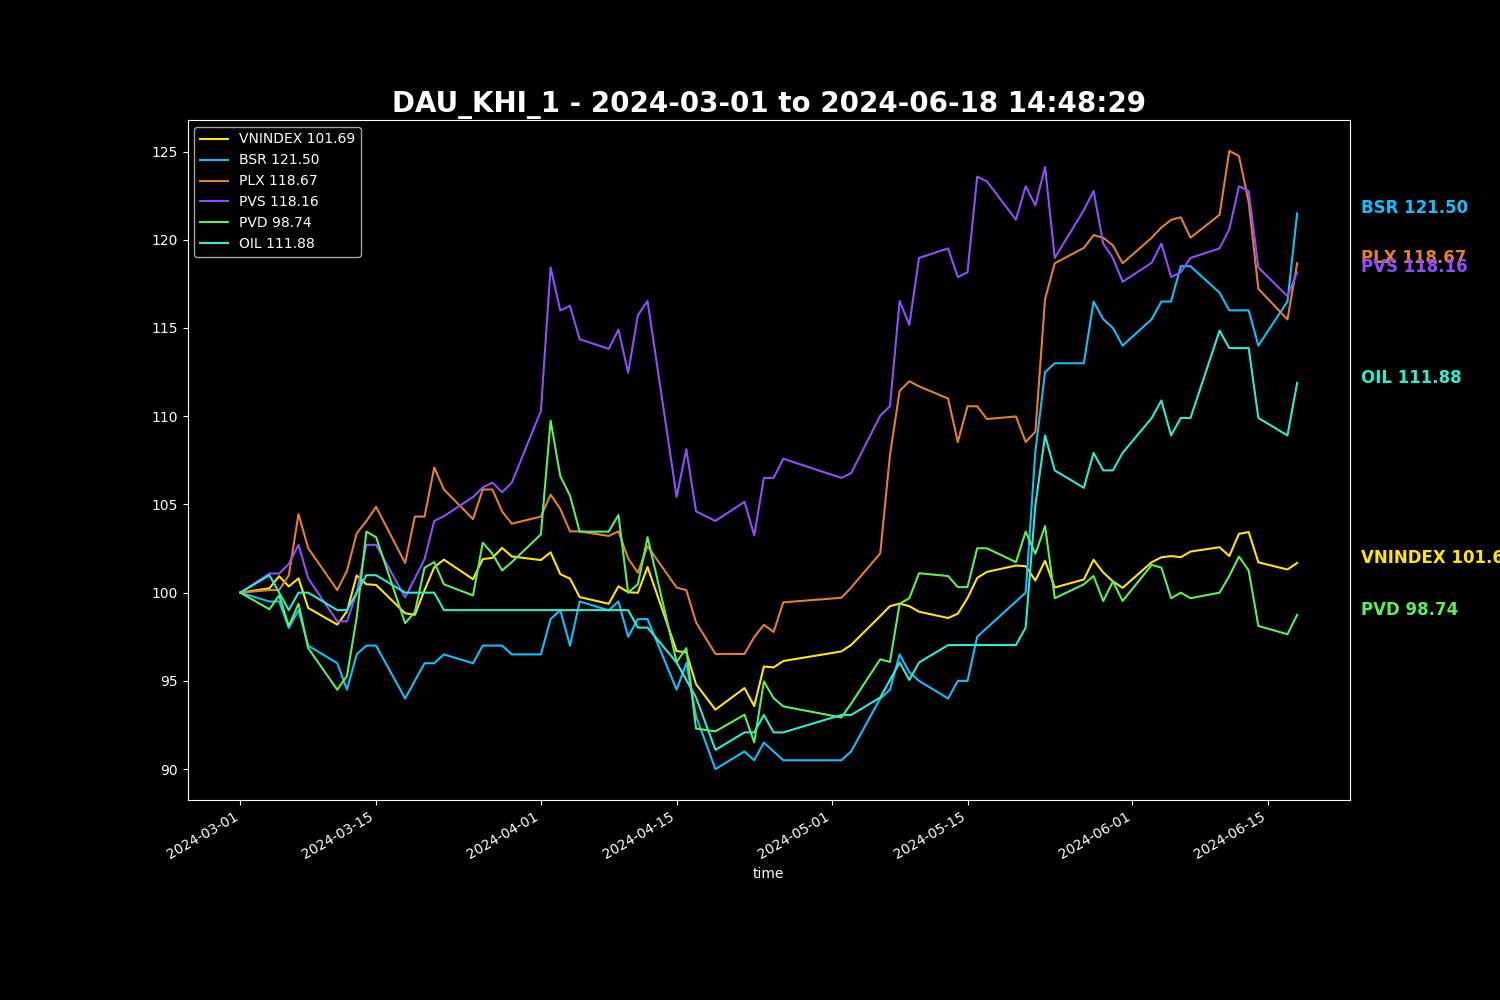 DAU_KHI_1 - 2024-03-01 to 2024-06-18 14:48:29
VNINDEX 101.69
BSR 121.50
PLX 118.67
PVS 118.16
PVD 98.74
OIL 111.88
125
120
115
110
105
100
95
90
BSR 121.50
PLX 118.67
PVS 118.16
OIL 111.88
VNINDEX 101.6
PVD 98.74
2024-03-01
2024-03-15
2024-04-01
2024-04-15
2024-05-01
2024-05-15
2024-06-01
2024-06-15
time